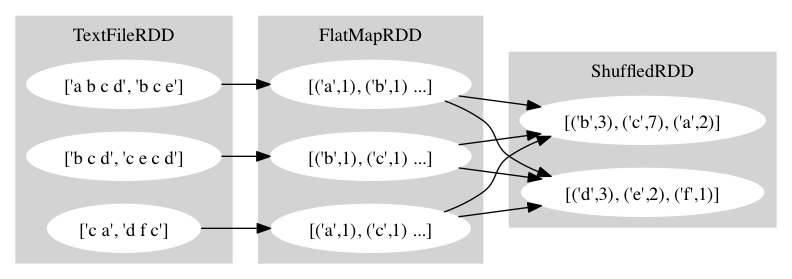 TextFileRDD
['a b c d', 'b c e']
['b c d', 'c e c d']
['c a', 'd f c']
FlatMapRDD
[('a',1), ('b',1) ...]
[('b',1), ('c',1) ...]
[('a',1), ('c',1) ...]
ShuffledRDD
[('b',3), ('c',7), ('a',2)]
[('d',3), ('e',2), ('f',1)]